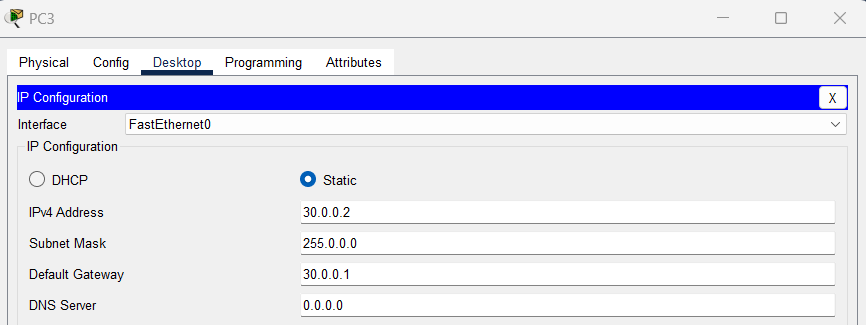 PC3
Physical Config Desktop Programming Attributes
IP Configuration X
Interface FastEthernet0
IP Configuration
DHCP Static
IPv4 Address 30.0.0.2
Subnet Mask 255.0.0.0
Default Gateway 30.0.0.1
DNS Server 0.0.0.0